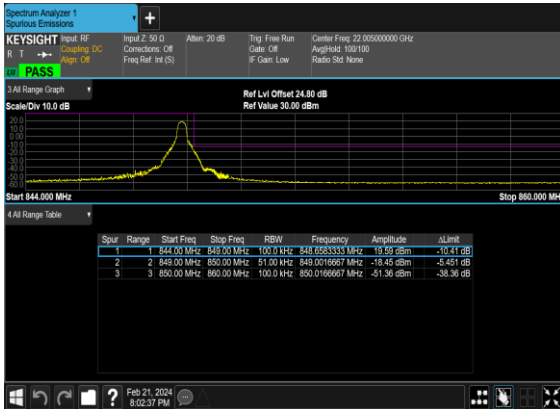 Spectrum Analyzer 1
Spurious Emissions
+
KEYSIGHT Input: RF Input Z: 50 Ω Atten: 20 dB Trig: Free Run Center Freq: 22.005000000 GHz
R T Coupling: DC Corrections: Off Gate: Off Avg|Hold: 100/100
Align: Off Freq Ref: Int (S) IF Gain: Low Radio Std: None
PASS
3 All Range Graph Ref Lvl Offset 24.80 dB
Scale/Div 10.0 dB Ref Value 30.00 dBm
20.0
10.0
0.00
-10.0
-20.0
-30.0
-40.0
-50.0
-60.0
Start 844.00 MHz Stop 860.000 MHz
4 All Range Table
Spur Range Start Freq Stop Freq RBW Frequency Amplitude ΔLimit
1 1 844.00 MHz 849.00 MHz 100.0 kHz 848.6583333 MHz 19.59 dBm -10.41 dB
2 2 849.00 MHz 850.00 MHz 51.00 kHz 849.0016667 MHz -18.45 dBm -5.451 dB
3 3 850.00 MHz 860.00 MHz 100.0 kHz 850.0166667 MHz -51.36 dBm -38.36 dB
? Feb 21, 2024
8:02:37 PM